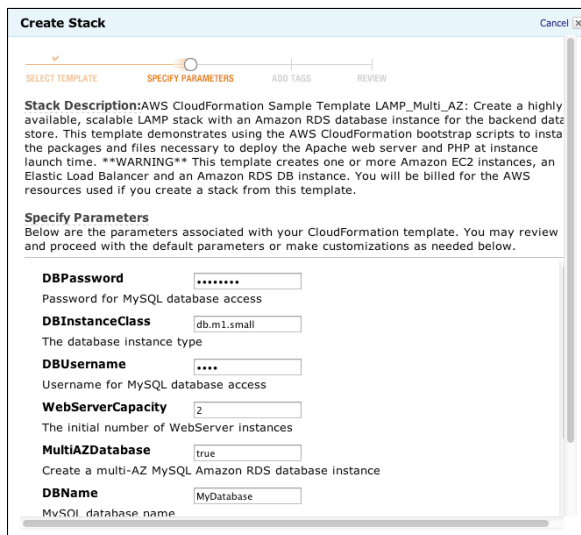 Create Stack
Cancel
SELECT TEMPLATE SPECIFY PARAMETERS ADD TAGS REVIEW
Stack Description:AWS CloudFormation Sample Template LAMP_Multi_AZ: Create a highly
available, scalable LAMP stack with an Amazon RDS database instance for the backend data
store. This template demonstrates using the AWS CloudFormation bootstrap scripts to insta
the packages and files necessary to deploy the Apache web server and PHP at instance
launch time. **WARNING** This template creates one or more Amazon EC2 instances, an
Elastic Load Balancer and an Amazon RDS DB instance. You will be billed for the AWS
resources used if you create a stack from this template.
Specify Parameters
Below are the parameters associated with your CloudFormation template. You may review
and proceed with the default parameters or make customizations as needed below.
DBPassword ••••••••
Password for MySQL database access
DBInstanceClass db.m1.small
The database instance type
DBUsername ••••
Username for MySQL database access
WebServerCapacity 2
The initial number of WebServer instances
MultiAZDatabase true
Create a multi-AZ MySQL Amazon RDS database instance
DBName MyDatabase
MySQL database name